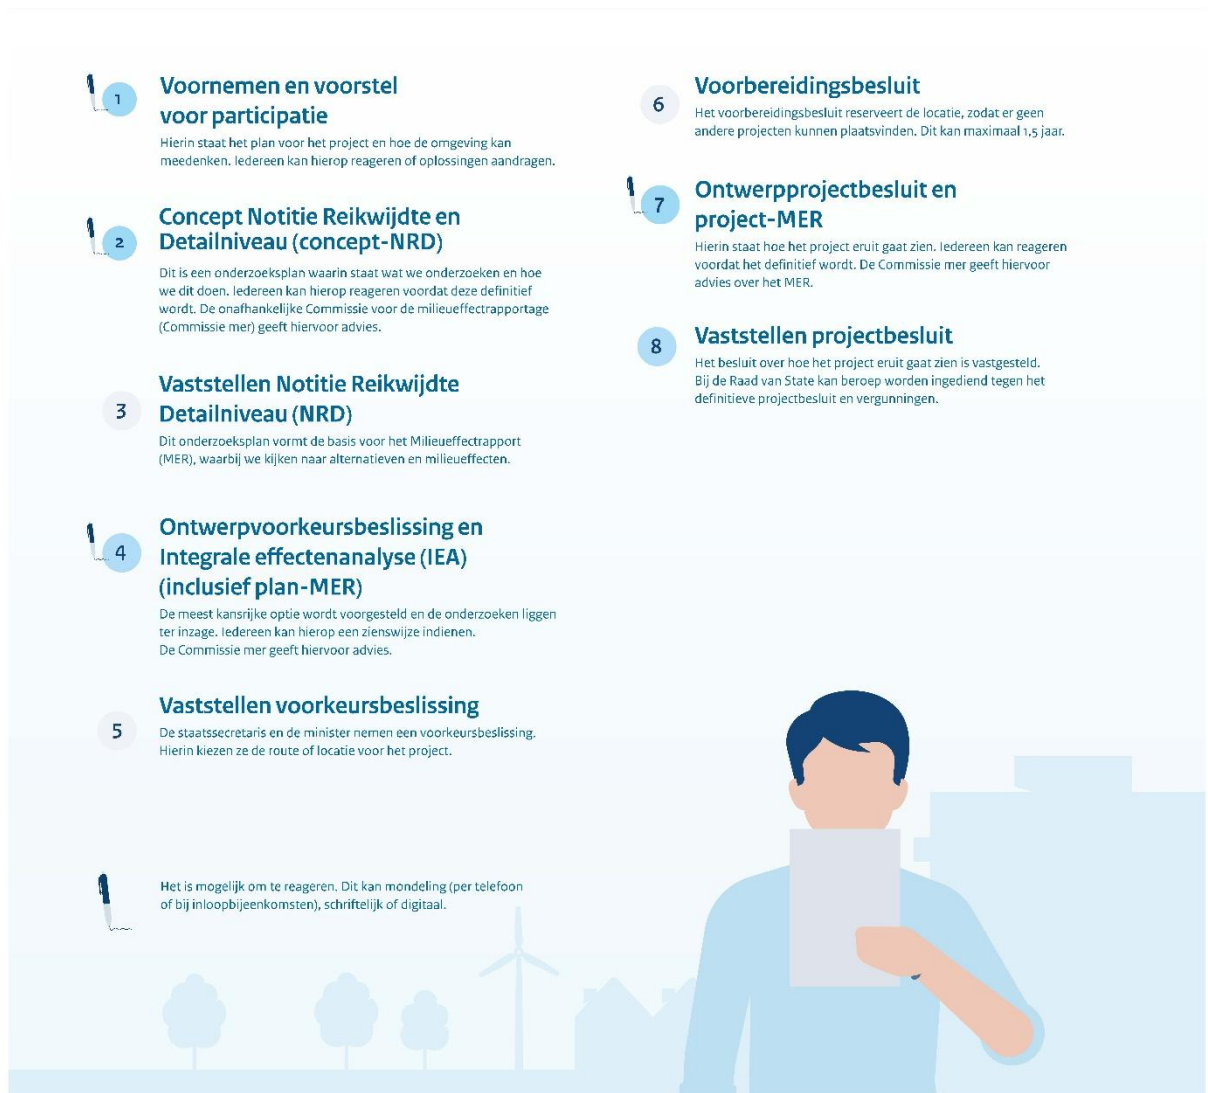 1
Voornemen en voorstel
voor participatie
Hierin staat het plan voor het project en hoe de omgeving kan
meedenken. Iedereen kan hierop reageren of oplossingen aandragen.
2
Concept Notitie Reikwijdte en
Detailniveau (concept-NRD)
Dit is een onderzoeksplan waarin staat wat we onderzoeken en hoe
we dit doen. Iedereen kan hierop reageren voordat deze definitief
wordt. De onafhankelijke Commissie voor de milieueffectrapportage
(Commissie mer) geeft hiervoor advies.
3
Vaststellen Notitie Reikwijdte
Detailniveau (NRD)
Dit onderzoeksplan vormt de basis voor het Milieueffectrapport
(MER), waarbij we kijken naar alternatieven en milieueffecten.
4
Ontwerpvoorkeursbeslissing en
Integrale effectenanalyse (IEA)
(inclusief plan-MER)
De meest kansrijke optie wordt voorgesteld en de onderzoeken liggen
ter inzage. Iedereen kan hierop een zienswijze indienen.
De Commissie mer geeft hiervoor advies.
5
Vaststellen voorkeursbeslissing
De staatssecretaris en de minister nemen een voorkeursbeslissing.
Hierin kiezen ze de route of locatie voor het project.
Het is mogelijk om te reageren. Dit kan mondeling (per telefoon
of bij inloopbijeenkomsten), schriftelijk of digitaal.
6
Voorbereidingsbesluit
Het voorbereidingsbesluit reserveert de locatie, zodat er geen
andere projecten kunnen plaatsvinden. Dit kan maximaal 1,5 jaar.
7
Ontwerpprojectbesluit en
project-MER
Hierin staat hoe het project eruit gaat zien. Iedereen kan reageren
voordat het definitief wordt. De Commissie mer geeft hiervoor
advies over het MER.
8
Vaststellen projectbesluit
Het besluit over hoe het project eruit gaat zien is vastgesteld.
Bij de Raad van State kan beroep worden ingediend tegen het
definitieve projectbesluit en vergunningen.